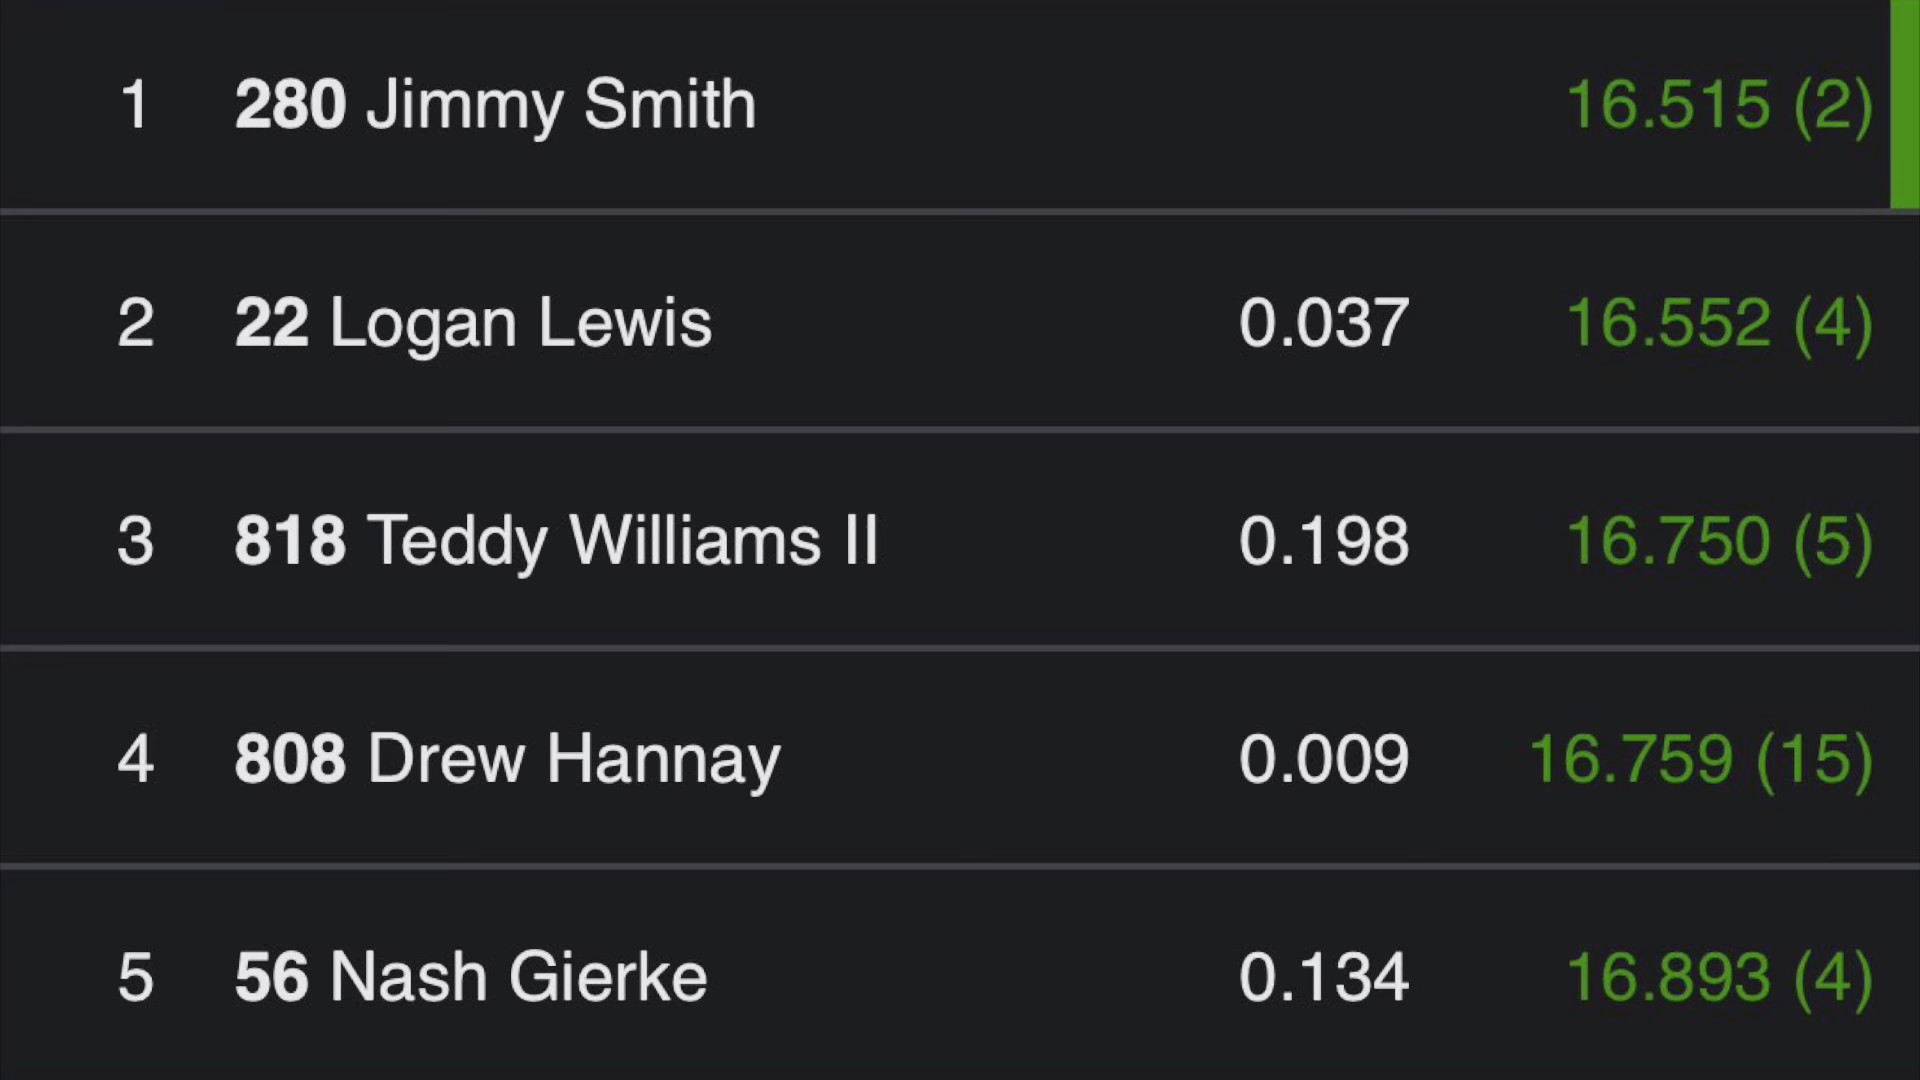 1 280 Jimmy Smith 16.515 (2)
2 22 Logan Lewis 0.037 16.552 (4)
3 818 Teddy Williams II 0.198 16.750 (5)
4 808 Drew Hannay 0.009 16.759 (15)
5 56 Nash Gierke 0.134 16.893 (4)